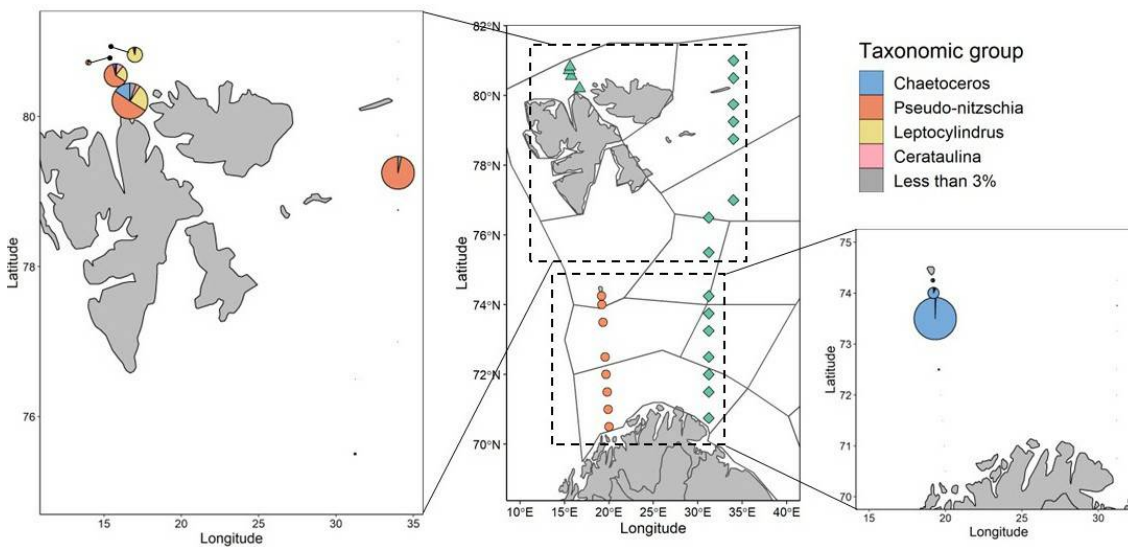 80
78
76
Latitude
15
20
25
30
35
Longitude
82°N
80°N
78°N
76°N
74°N
72°N
70°N
Latitude
10°E
15°E
20°E
25°E
30°E
35°E
40°E
Longitude
Taxonomic group
Chaetoceros
Pseudo-nitzschia
Leptocylindrus
Cerataulina
Less than 3%
75
74
73
72
71
70
Latitude
15
20
25
30
Longitude